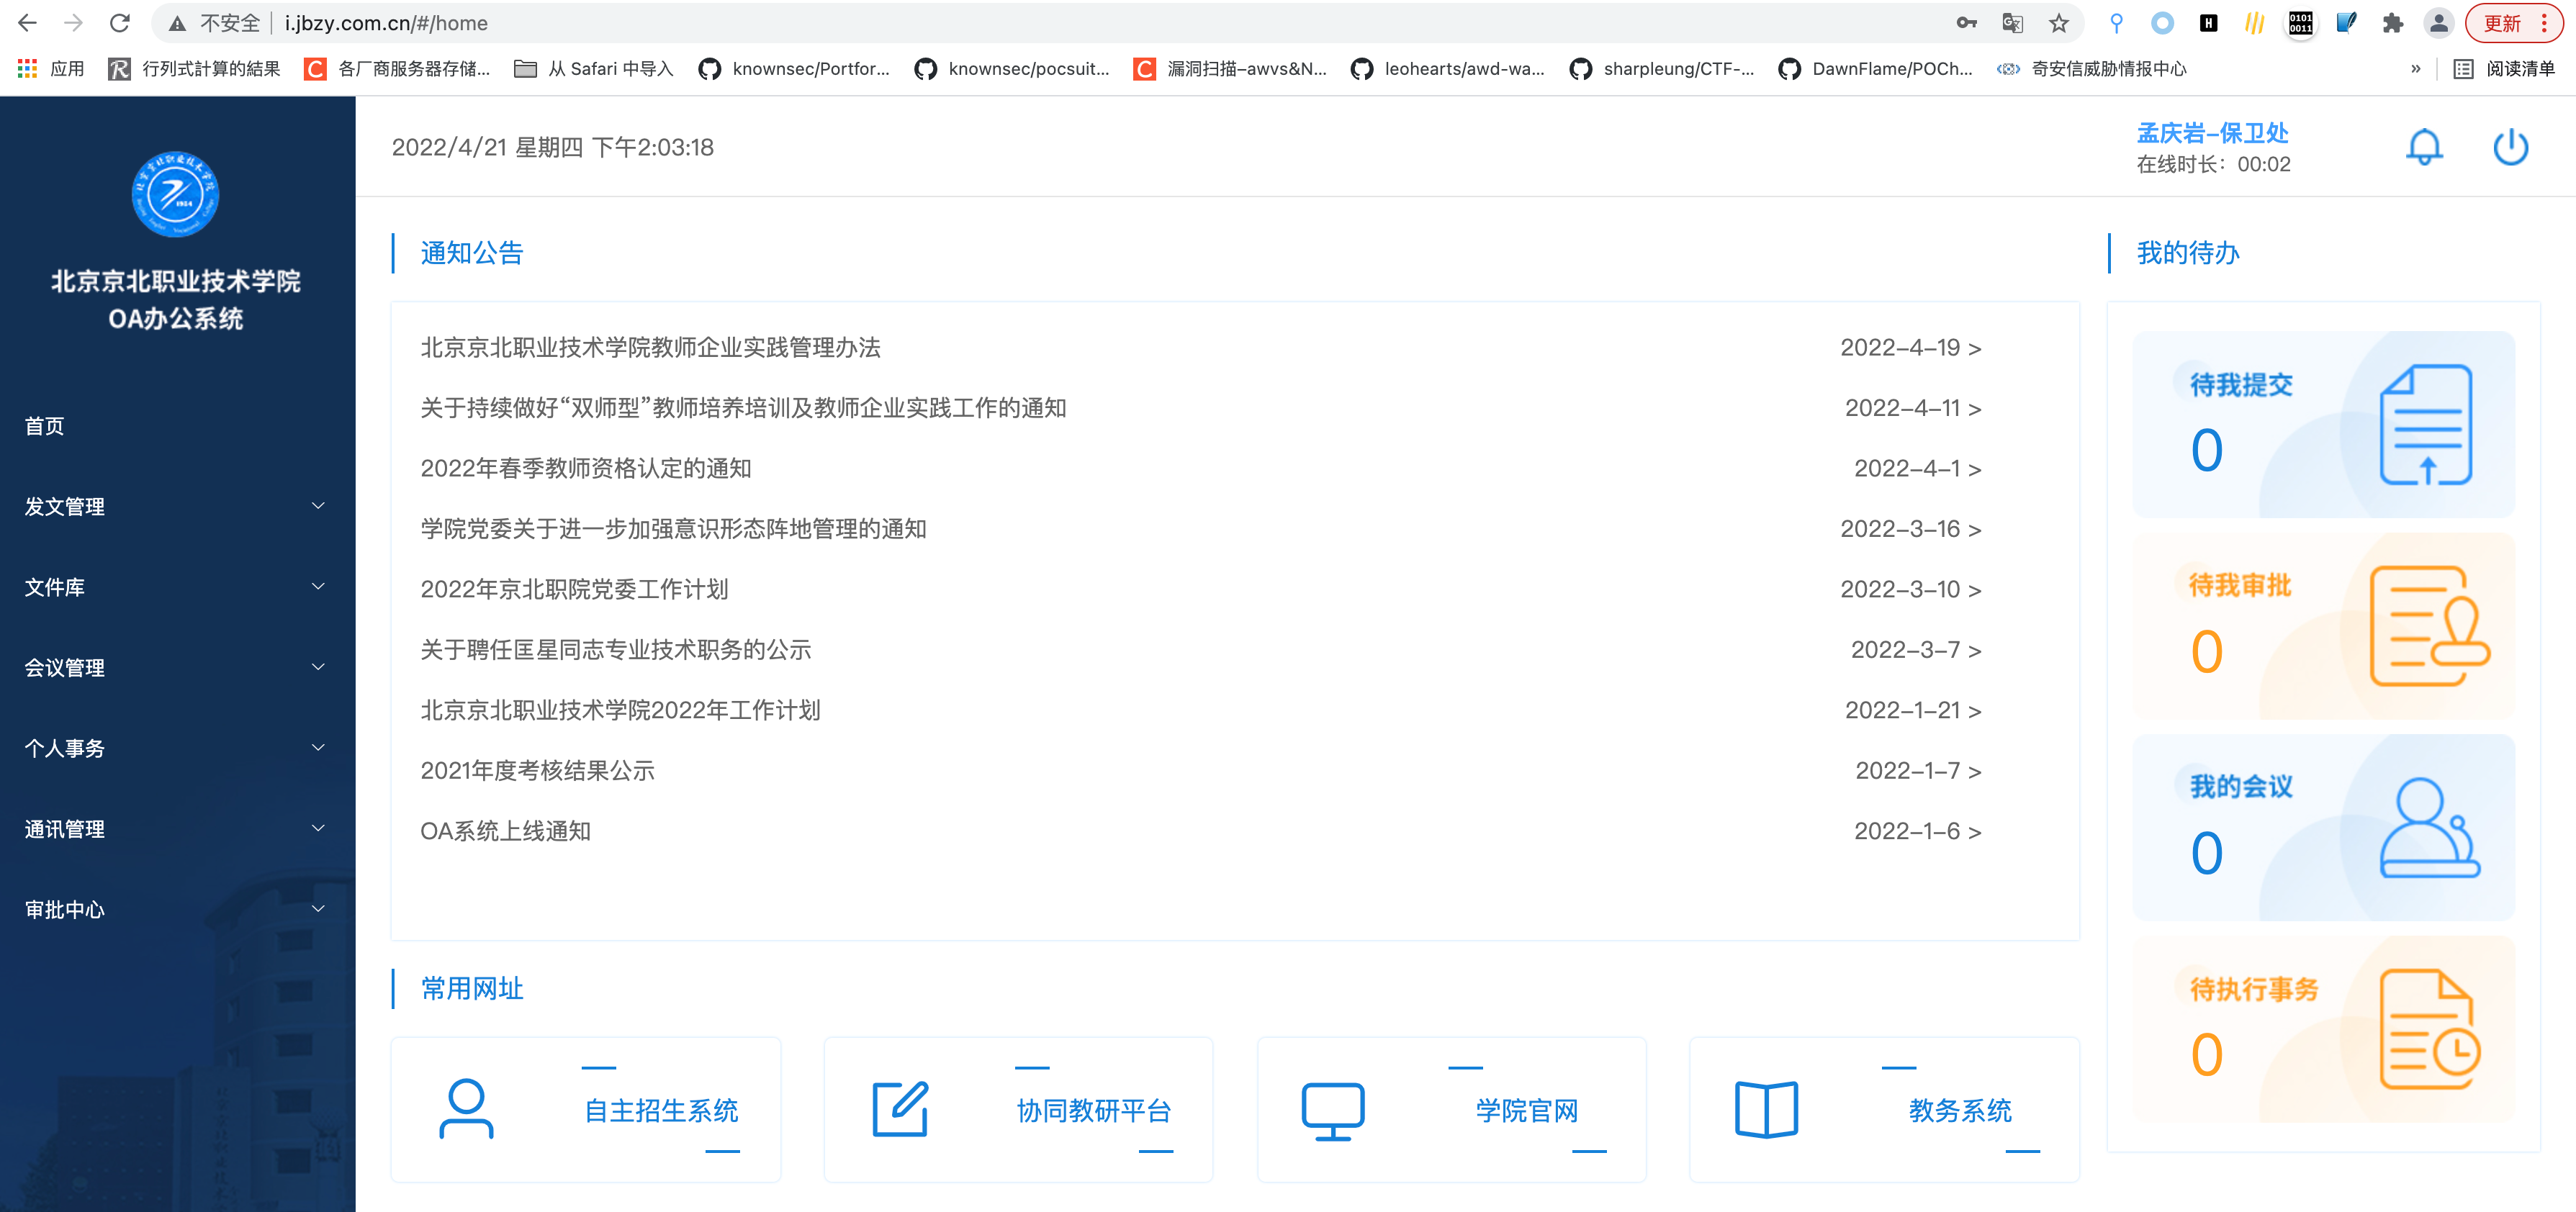 不安全 i.jbzy.com.cn/#/home 更新
应用 行列式計算的結果 各厂商服务器存储... 从 Safari 中导入 knownsec/Portfor... knownsec/pocsuit... 漏洞扫描–awvs&N... leohearts/awd-wa... sharpleung/CTF-... DawnFlame/POCh... 奇安信威胁情报中心 » 阅读清单
北京京北职业技术学院
OA办公系统
首页
发文管理
文件库
会议管理
个人事务
通讯管理
审批中心
2022/4/21 星期四 下午2:03:18
孟庆岩–保卫处
在线时长：00:02
通知公告
北京京北职业技术学院教师企业实践管理办法 2022–4–19 >
关于持续做好“双师型”教师培养培训及教师企业实践工作的通知 2022–4–11 >
2022年春季教师资格认定的通知 2022–4–1 >
学院党委关于进一步加强意识形态阵地管理的通知 2022–3–16 >
2022年京北职院党委工作计划 2022–3–10 >
关于聘任匡星同志专业技术职务的公示 2022–3–7 >
北京京北职业技术学院2022年工作计划 2022–1–21 >
2021年度考核结果公示 2022–1–7 >
OA系统上线通知 2022–1–6 >
常用网址
自主招生系统
协同教研平台
学院官网
教务系统
我的待办
待我提交
0
待我审批
0
我的会议
0
待执行事务
0